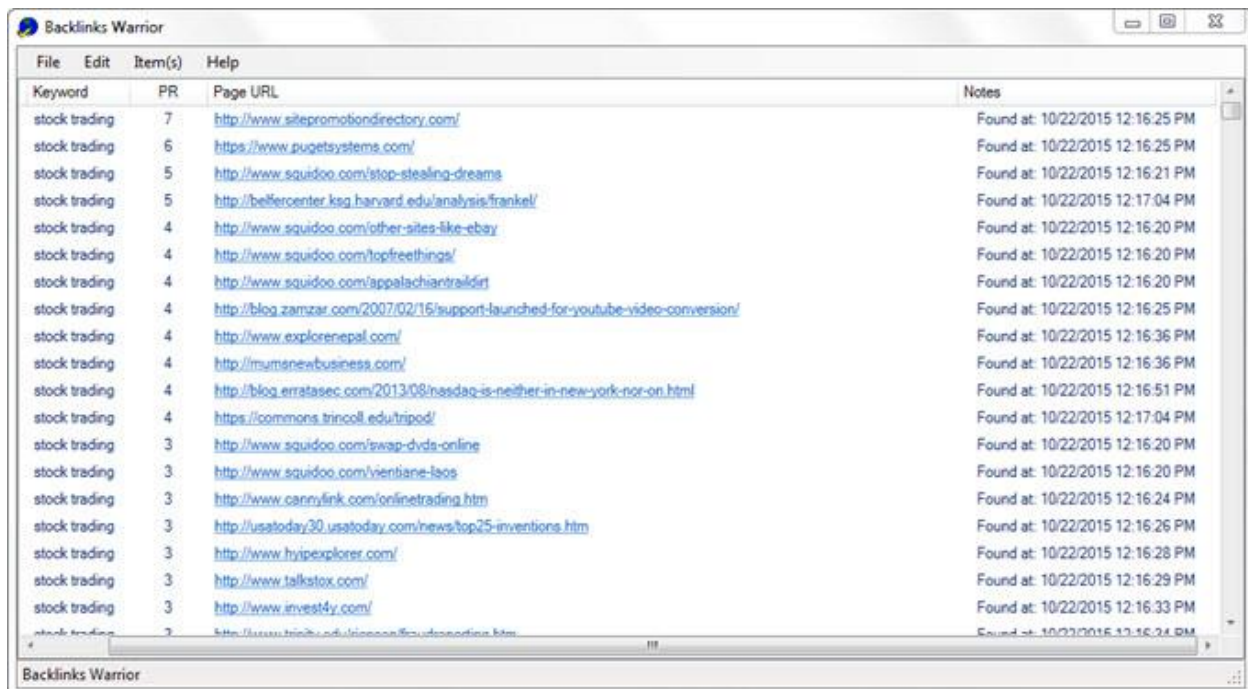 Backlinks Warrior
File Edit Item(s) Help
Keyword PR Page URL Notes
stock trading 7 http://www.sitepromotiondirectory.com/ Found at: 10/22/2015 12:16:25 PM
stock trading 6 https://www.pugetsystems.com/ Found at: 10/22/2015 12:16:25 PM
stock trading 5 http://www.squidoo.com/stop-stealing-dreams Found at: 10/22/2015 12:16:21 PM
stock trading 5 http://belfercenter.ksg.harvard.edu/analysis/frankel/ Found at: 10/22/2015 12:17:04 PM
stock trading 4 http://www.squidoo.com/other-sites-like-ebay Found at: 10/22/2015 12:16:20 PM
stock trading 4 http://www.squidoo.com/topfreethings/ Found at: 10/22/2015 12:16:20 PM
stock trading 4 http://www.squidoo.com/appalachiantraildirt Found at: 10/22/2015 12:16:20 PM
stock trading 4 http://blog.zamzar.com/2007/02/16/support-launched-for-youtube-video-conversion/ Found at: 10/22/2015 12:16:25 PM
stock trading 4 http://www.explorenepal.com/ Found at: 10/22/2015 12:16:36 PM
stock trading 4 http://mumsnewbusiness.com/ Found at: 10/22/2015 12:16:36 PM
stock trading 4 http://blog.erratasec.com/2013/08/nasdaq-is-neither-in-new-york-nor-on.html Found at: 10/22/2015 12:16:51 PM
stock trading 4 https://commons.trincoll.edu/tripod/ Found at: 10/22/2015 12:17:04 PM
stock trading 3 http://www.squidoo.com/swap-dvds-online Found at: 10/22/2015 12:16:20 PM
stock trading 3 http://www.squidoo.com/vientiane-laos Found at: 10/22/2015 12:16:20 PM
stock trading 3 http://www.cannylink.com/onlinetrading.htm Found at: 10/22/2015 12:16:24 PM
stock trading 3 http://usatoday30.usatoday.com/news/top25-inventions.htm Found at: 10/22/2015 12:16:26 PM
stock trading 3 http://www.hyipexplorer.com/ Found at: 10/22/2015 12:16:28 PM
stock trading 3 http://www.talkstox.com/ Found at: 10/22/2015 12:16:29 PM
stock trading 3 http://www.invest4y.com/ Found at: 10/22/2015 12:16:33 PM
stock trading Found at: 10/22/2015 12:16:34 PM
Backlinks Warrior